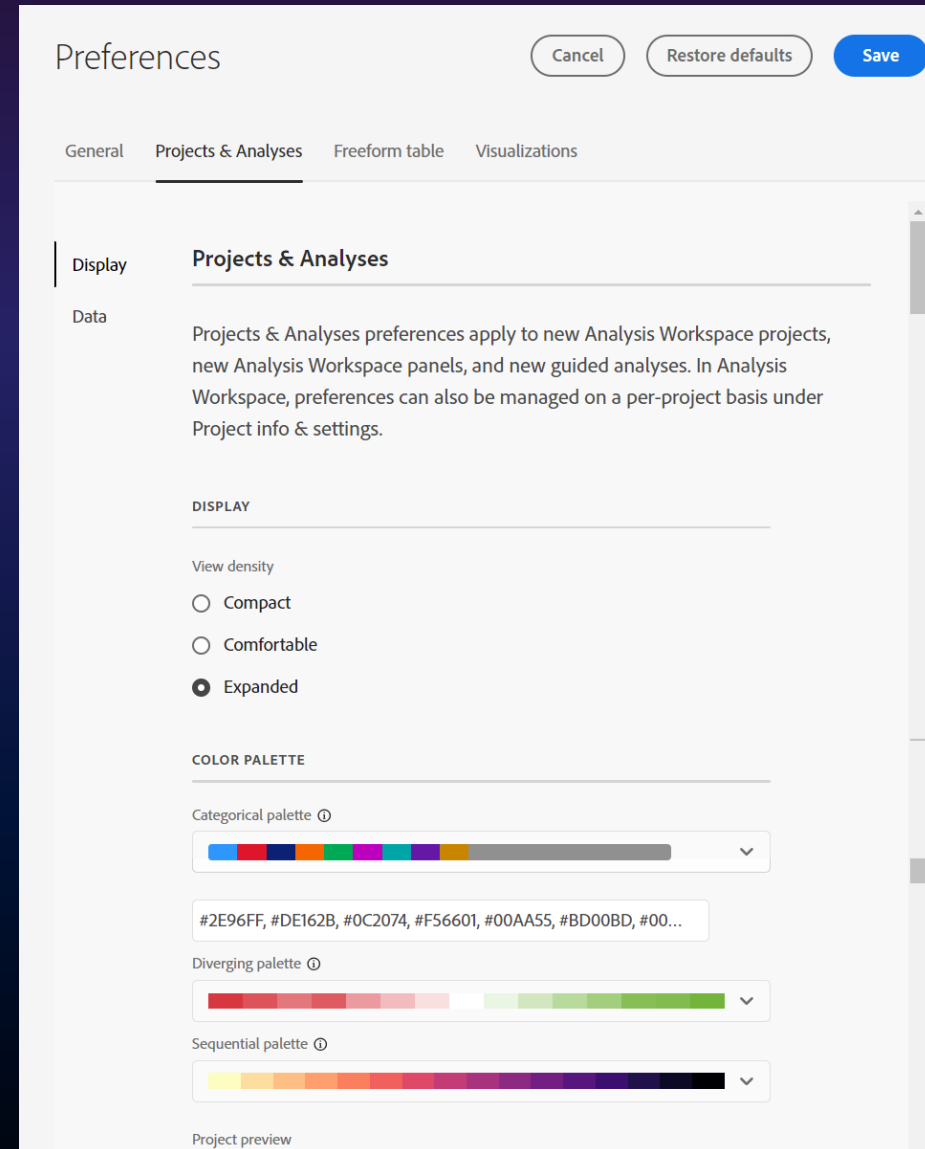 Preferences
Cancel
Restore defaults
Save
General
Projects & Analyses
Freeform table
Visualizations
Display
Data
Projects & Analyses
Projects & Analyses preferences apply to new Analysis Workspace projects,
new Analysis Workspace panels, and new guided analyses. In Analysis
Workspace, preferences can also be managed on a per-project basis under
Project info & settings.
DISPLAY
View density
Compact
Comfortable
Expanded
COLOR PALETTE
Categorical palette
#2E96FF, #DE162B, #0C2074, #F56601, #00AA55, #BD00BD, #00...
Diverging palette
Sequential palette
Project preview